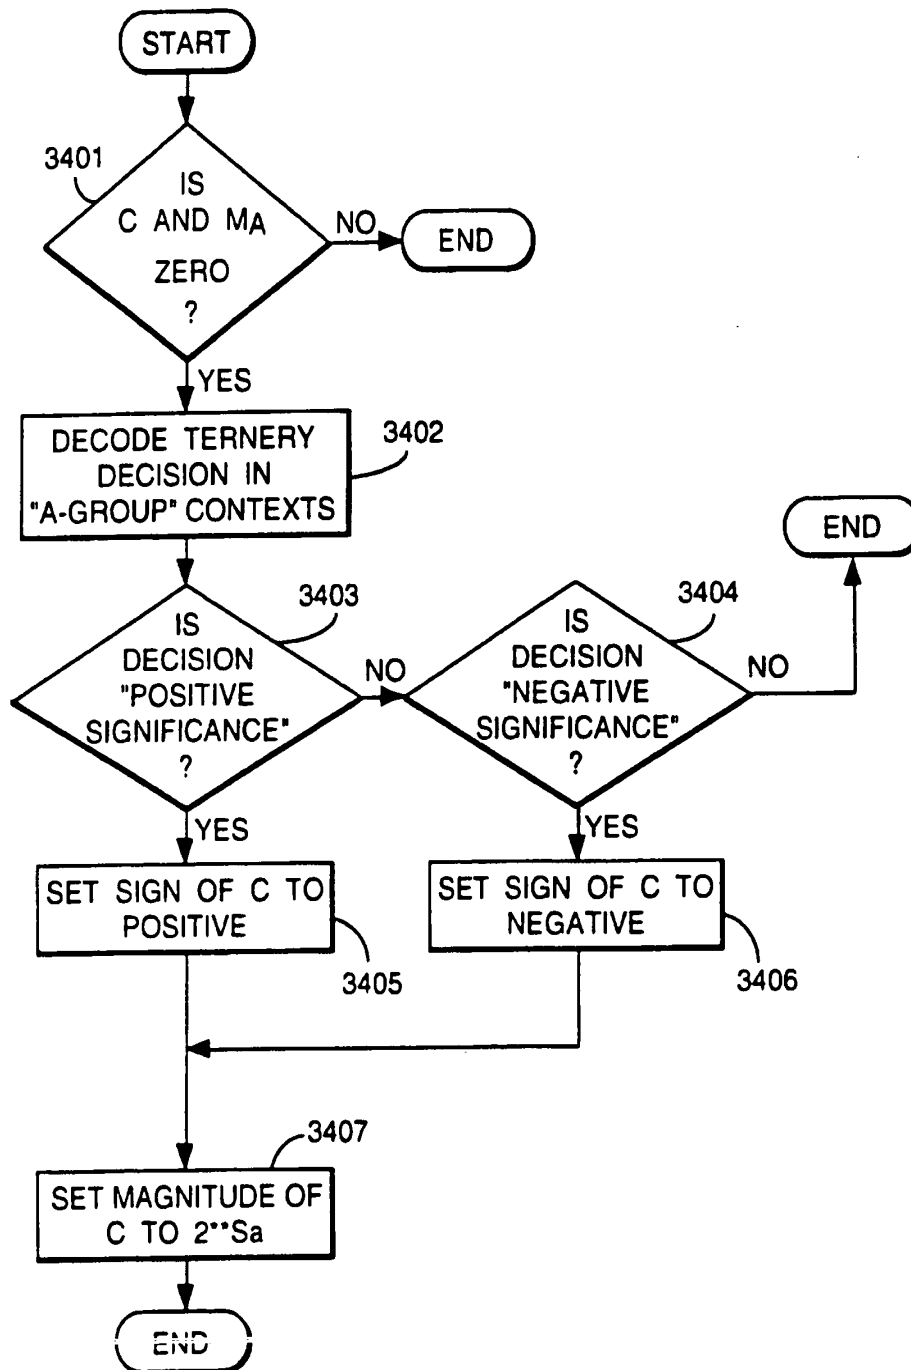 START
3401
IS
C AND MA
ZERO
?
NO
END
YES
DECODE TERNERY
DECISION IN
"A-GROUP" CONTEXTS
3402
END
3403
IS
DECISION
"POSITIVE
SIGNIFICANCE"
?
NO
3404
IS
DECISION
"NEGATIVE
SIGNIFICANCE"
?
NO
YES
YES
SET SIGN OF C TO
POSITIVE
3405
SET SIGN OF C TO
NEGATIVE
3406
3407
SET MAGNITUDE OF
C TO 2**Sa
END